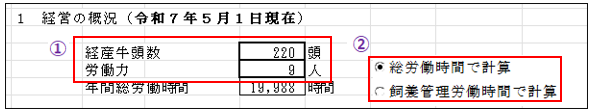 1 経営の概況（令和７年５月１日現在）
① ②
経産牛頭数 220 頭
労働力 9 人
年間総労働時間 19,988 時間
総労働時間で計算
飼養管理労働時間で計算